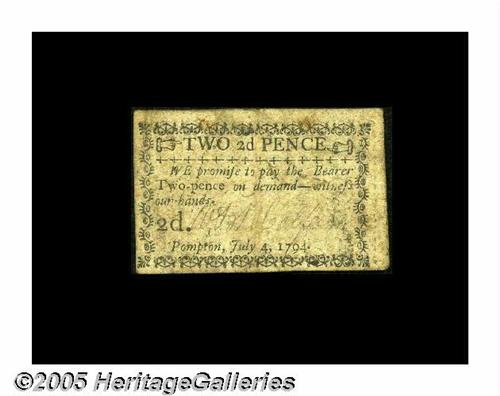 TWO 2d PENCE.
WE promise to pay the Bearer
Two-pence on demand—witness
our hands.
2d.
Pompton, July 4, 1794.
©2005 HeritageGalleries